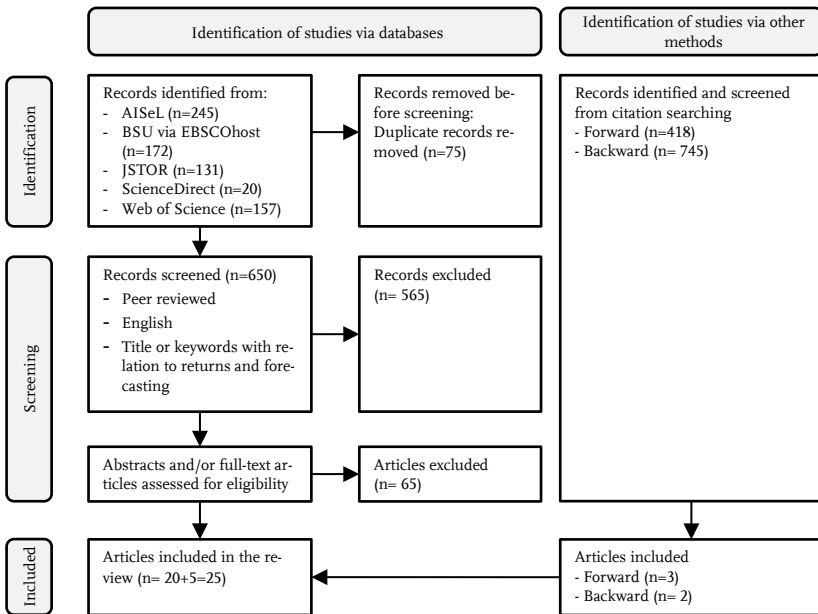 Identification of studies via databases
Identification of studies via other
methods
Identification
Records identified from:
- AISeL (n=245)
- BSU via EBSCOhost
(n=172)
- JSTOR (n=131)
- ScienceDirect (n=20)
- Web of Science (n=157)
Records removed be-
fore screening:
Duplicate records re-
moved (n=75)
Records identified and screened
from citation searching
- Forward (n=418)
- Backward (n= 745)
Screening
Records screened (n=650)
- Peer reviewed
- English
- Title or keywords with re-
lation to returns and fore-
casting
Records excluded
(n= 565)
Abstracts and/or full-text ar-
ticles assessed for eligibility
Articles excluded
(n= 65)
Included
Articles included in the re-
view (n= 20+5=25)
Articles included
- Forward (n=3)
- Backward (n= 2)